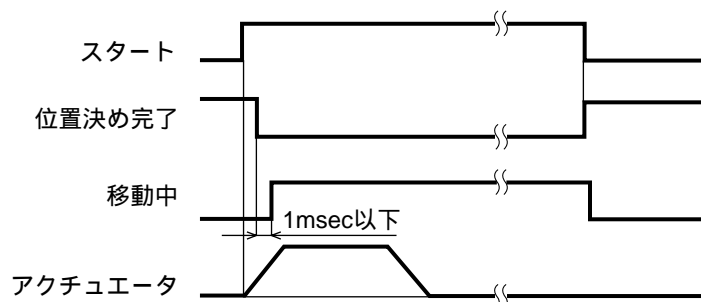 スタート
位置決め完了
移動中
1msec以下
アクチュエータ